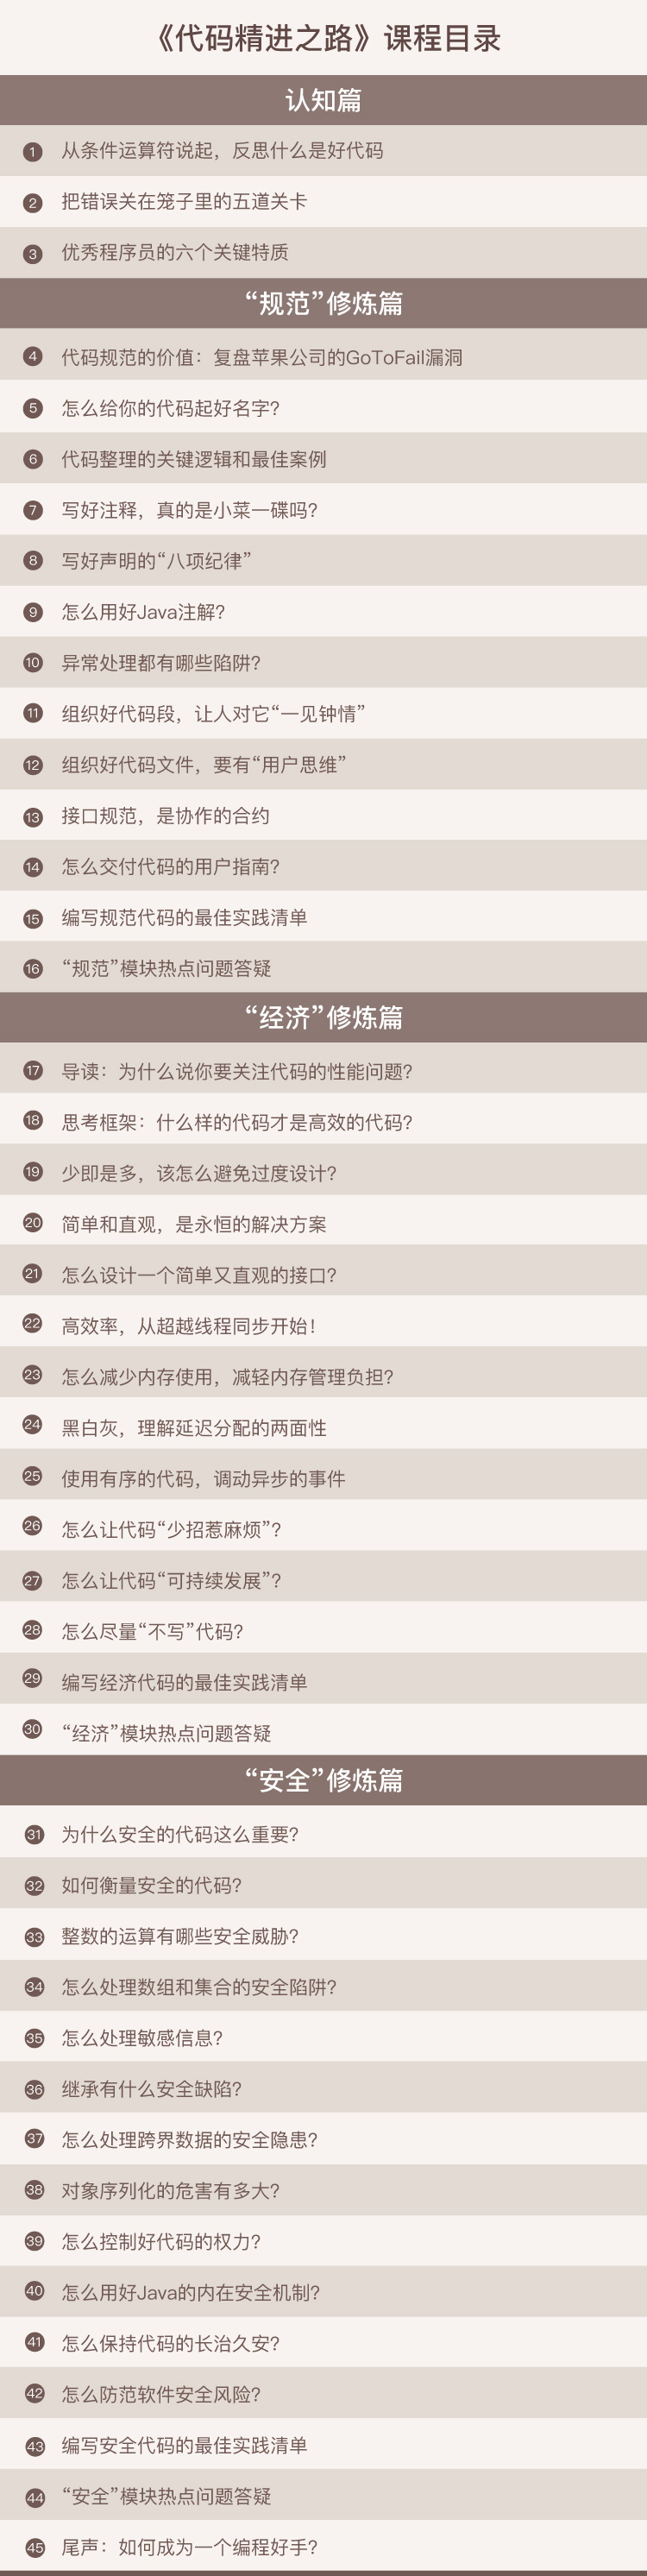 《代码精进之路》课程目录
认知篇
1 从条件运算符说起，反思什么是好代码
2 把错误关在笼子里的五道关卡
3 优秀程序员的六个关键特质
“规范”修炼篇
4 代码规范的价值：复盘苹果公司的GoToFail漏洞
5 怎么给你的代码起好名字？
6 代码整理的关键逻辑和最佳案例
7 写好注释，真的是小菜一碟吗？
8 写好声明的“八项纪律”
9 怎么用好Java注解？
10 异常处理都有哪些陷阱？
11 组织好代码段，让人对它“一见钟情”
12 组织好代码文件，要有“用户思维”
13 接口规范，是协作的合约
14 怎么交付代码的用户指南？
15 编写规范代码的最佳实践清单
16 “规范”模块热点问题答疑
“经济”修炼篇
17 导读：为什么说你要关注代码的性能问题？
18 思考框架：什么样的代码才是高效的代码？
19 少即是多，该怎么避免过度设计？
20 简单和直观，是永恒的解决方案
21 怎么设计一个简单又直观的接口？
22 高效率，从超越线程同步开始！
23 怎么减少内存使用，减轻内存管理负担？
24 黑白灰，理解延迟分配的两面性
25 使用有序的代码，调动异步的事件
26 怎么让代码“少招惹麻烦”？
27 怎么让代码“可持续发展”？
28 怎么尽量“不写”代码？
29 编写经济代码的最佳实践清单
30 “经济”模块热点问题答疑
“安全”修炼篇
31 为什么安全的代码这么重要？
32 如何衡量安全的代码？
33 整数的运算有哪些安全威胁？
34 怎么处理数组和集合的安全陷阱？
35 怎么处理敏感信息？
36 继承有什么安全缺陷？
37 怎么处理跨界数据的安全隐患？
38 对象序列化的危害有多大？
39 怎么控制好代码的权力？
40 怎么用好Java的内在安全机制？
41 怎么保持代码的长治久安？
42 怎么防范软件安全风险？
43 编写安全代码的最佳实践清单
44 “安全”模块热点问题答疑
45 尾声：如何成为一个编程好手？